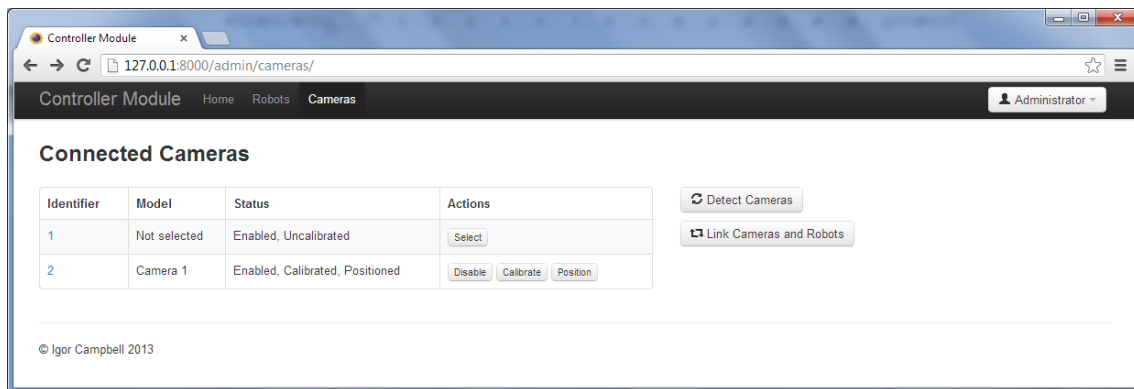 Controller Module
127.0.0.1:8000/admin/cameras/
Controller Module Home Robots Cameras Administrator
Connected Cameras
Identifier Model Status Actions
1 Not selected Enabled, Uncalibrated Select
2 Camera 1 Enabled, Calibrated, Positioned Disable Calibrate Position
Detect Cameras
Link Cameras and Robots
© Igor Campbell 2013